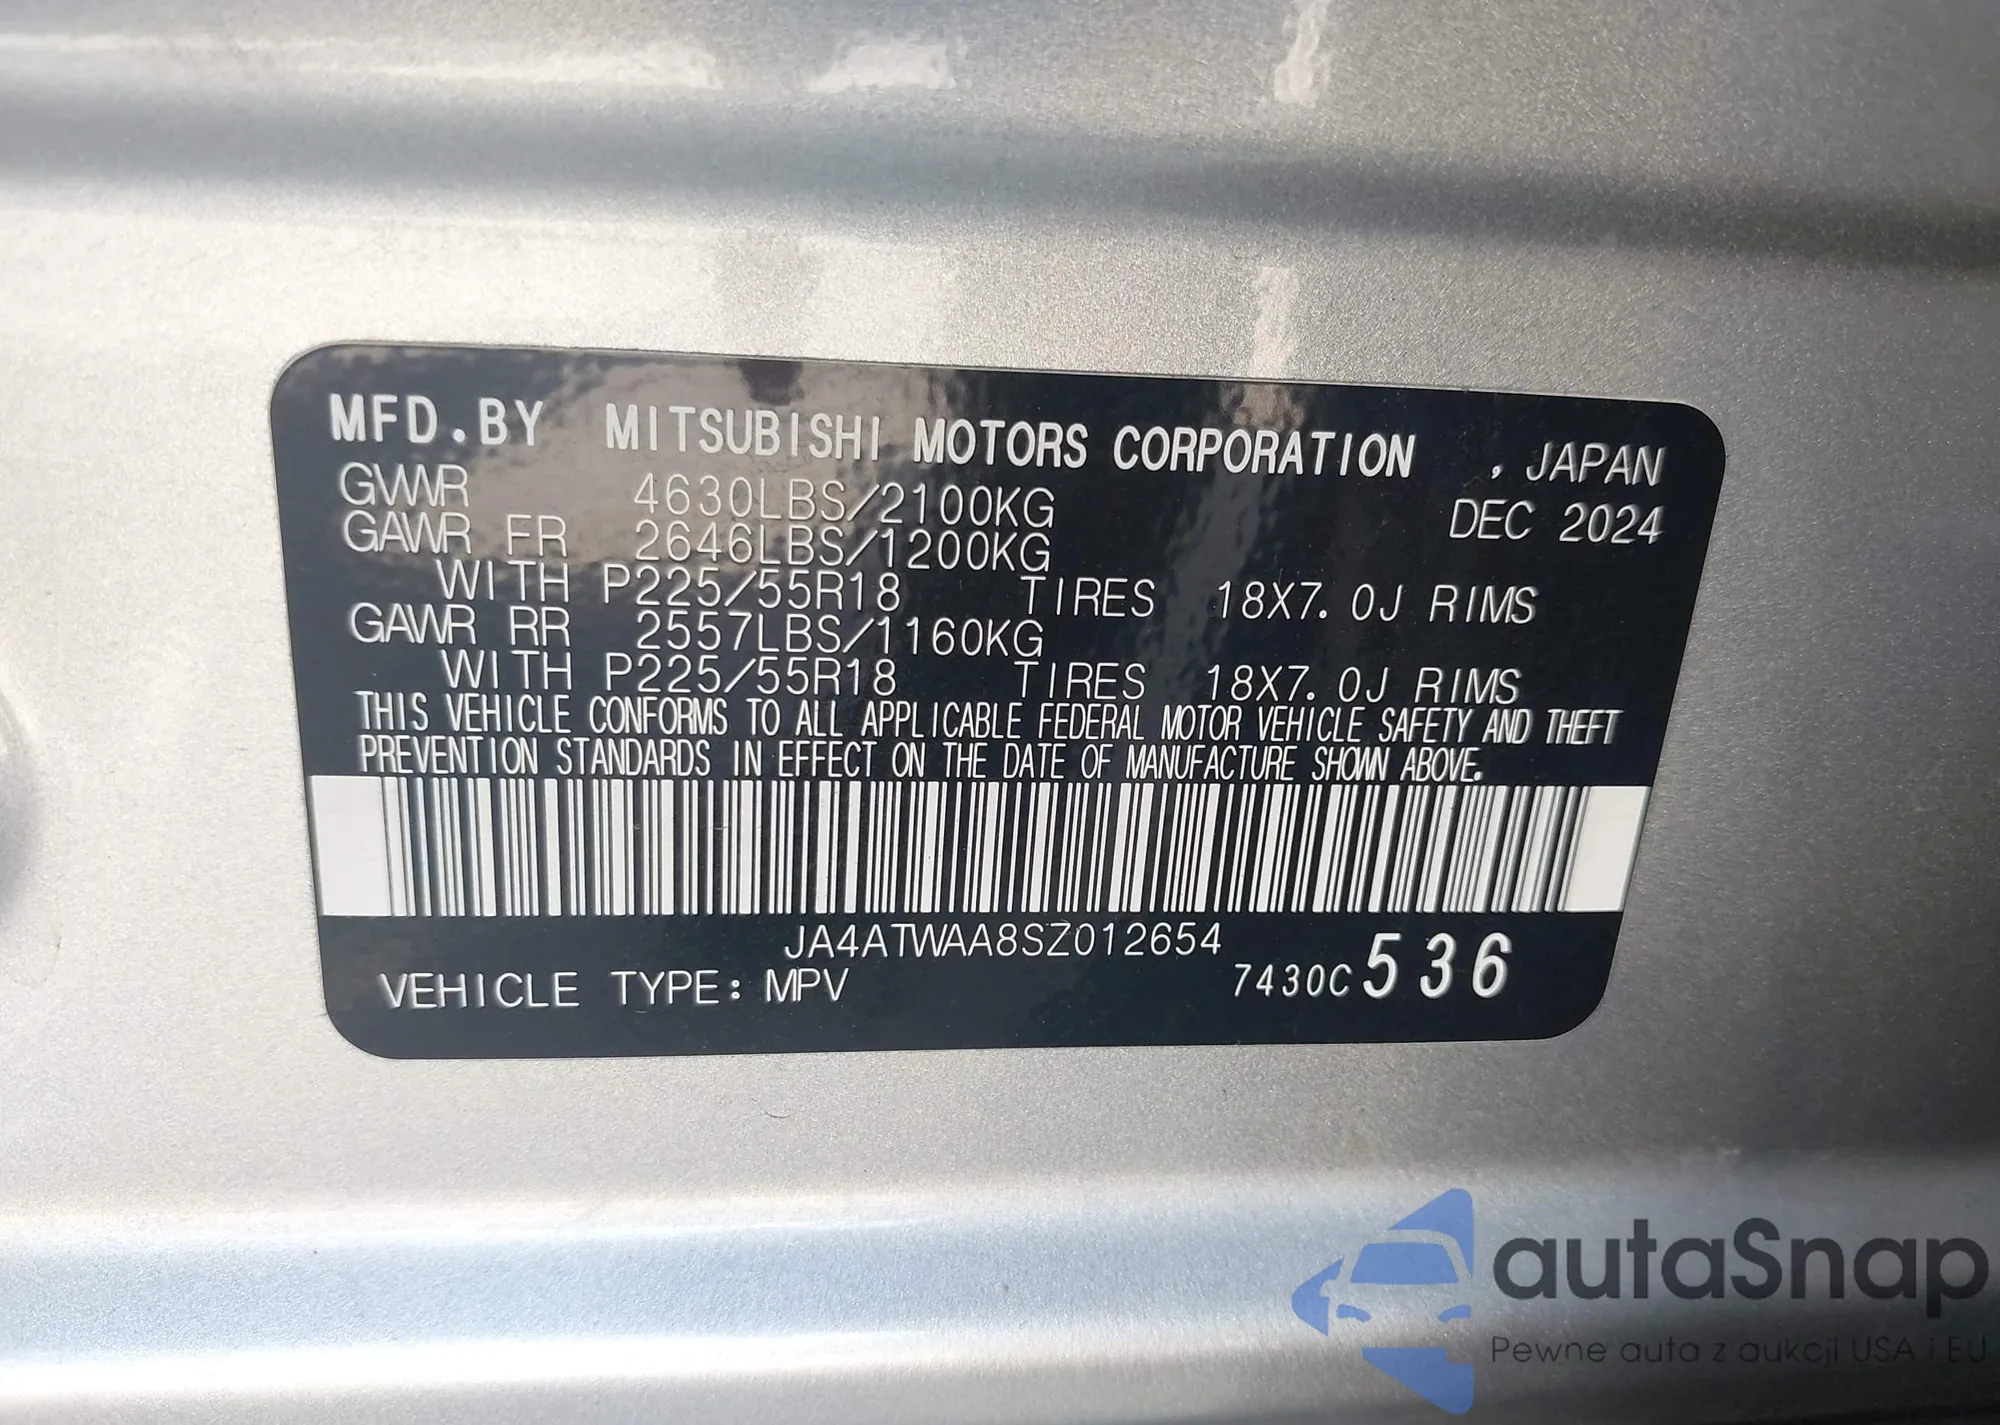 MFD.BY MITSUBISHI MOTORS CORPORATION , JAPAN
GVWR 4630LBS/2100KG DEC 2024
GAWR FR 2646LBS/1200KG
WITH P225/55R18 TIRES 18X7.0J RIMS
GAWR RR 2557LBS/1160KG
WITH P225/55R18 TIRES 18X7.0J RIMS
THIS VEHICLE CONFORMS TO ALL APPLICABLE FEDERAL MOTOR VEHICLE SAFETY AND THEFT
PREVENTION STANDARDS IN EFFECT ON THE DATE OF MANUFACTURE SHOWN ABOVE.
JA4ATWAA8SZ012654
VEHICLE TYPE: MPV 7430C 536
autaSnap
Pewne auta z aukcji USA i EU